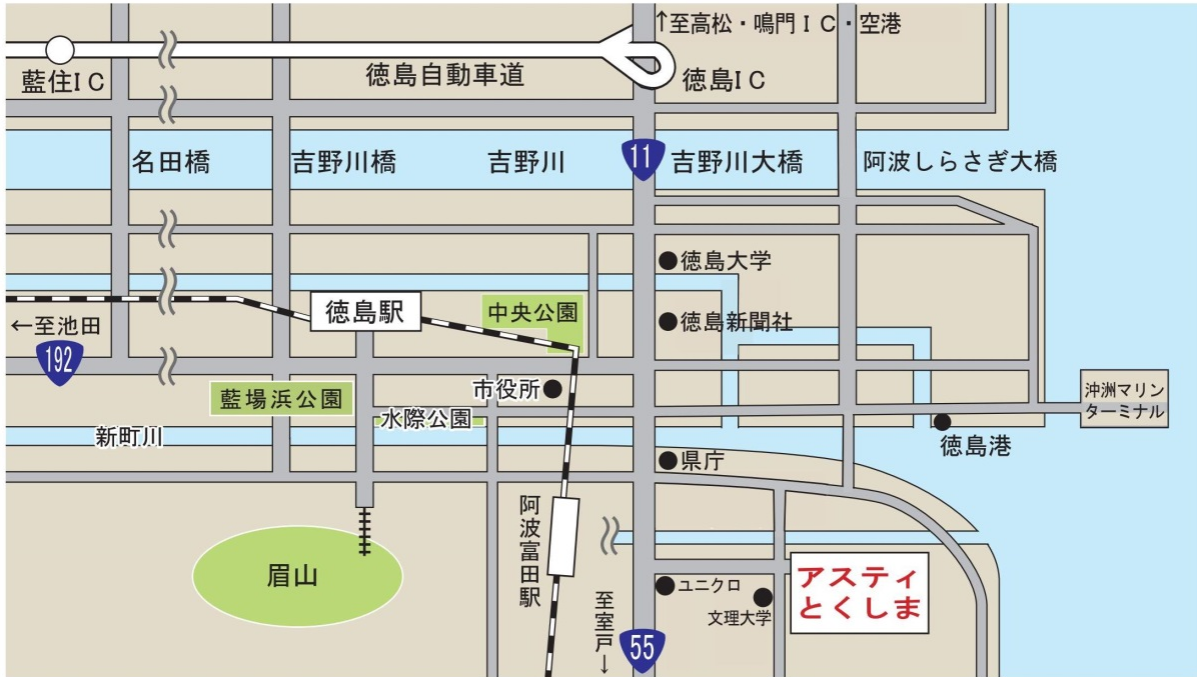 ↑至高松・鳴門IC・空港
藍住IC
徳島自動車道
徳島IC
名田橋
吉野川橋
吉野川
11
吉野川大橋
阿波しらさぎ大橋
徳島大学
徳島駅
中央公園
徳島新聞社
←至池田
192
藍場浜公園
市役所
水際公園
沖洲マリン
ターミナル
新町川
徳島港
県庁
阿波富田駅
眉山
アスティ
とくしま
ユニクロ
文理大学
至室戸↓
55